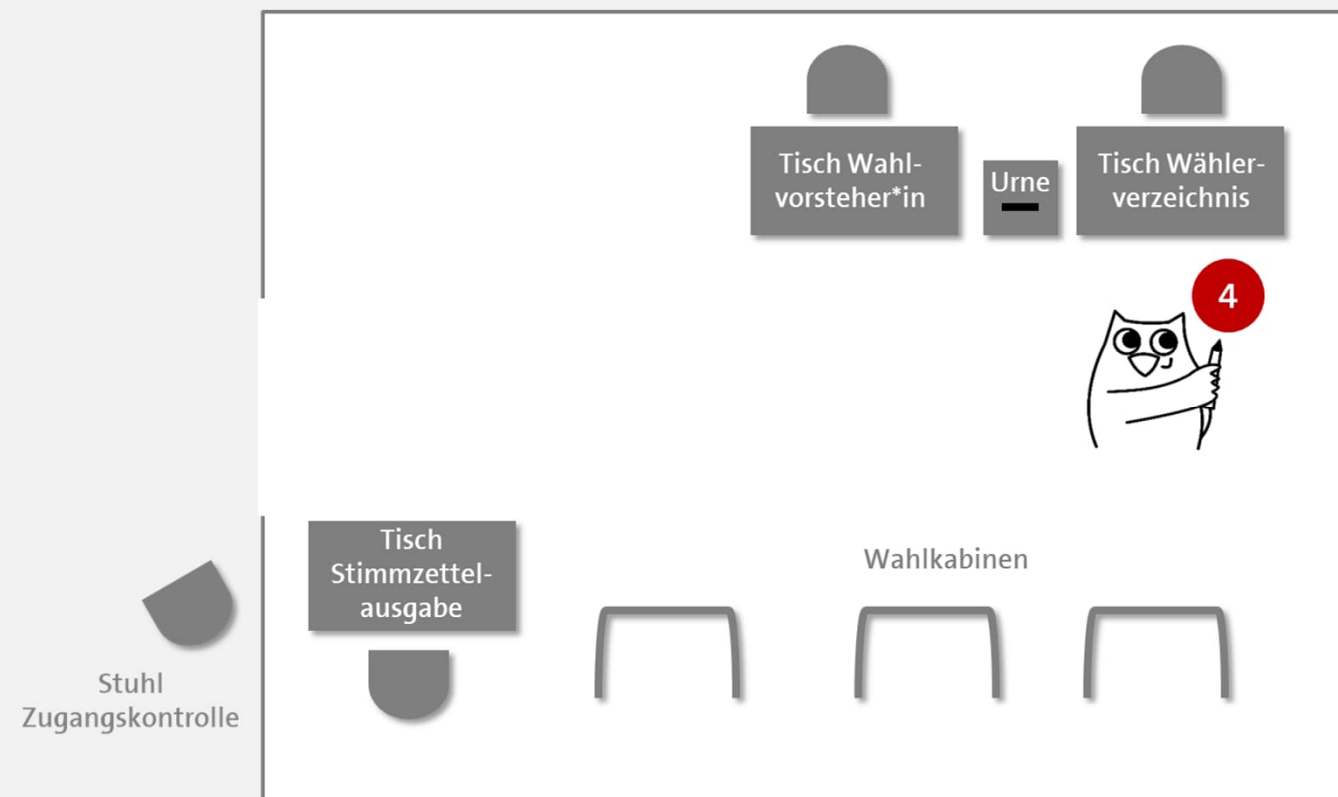 Tisch Wahl-
vorsteher*in
Urne
Tisch Wähler-
verzeichnis
4
Tisch
Stimmzettel-
ausgabe
Wahlkabinen
Stuhl
Zugangskontrolle